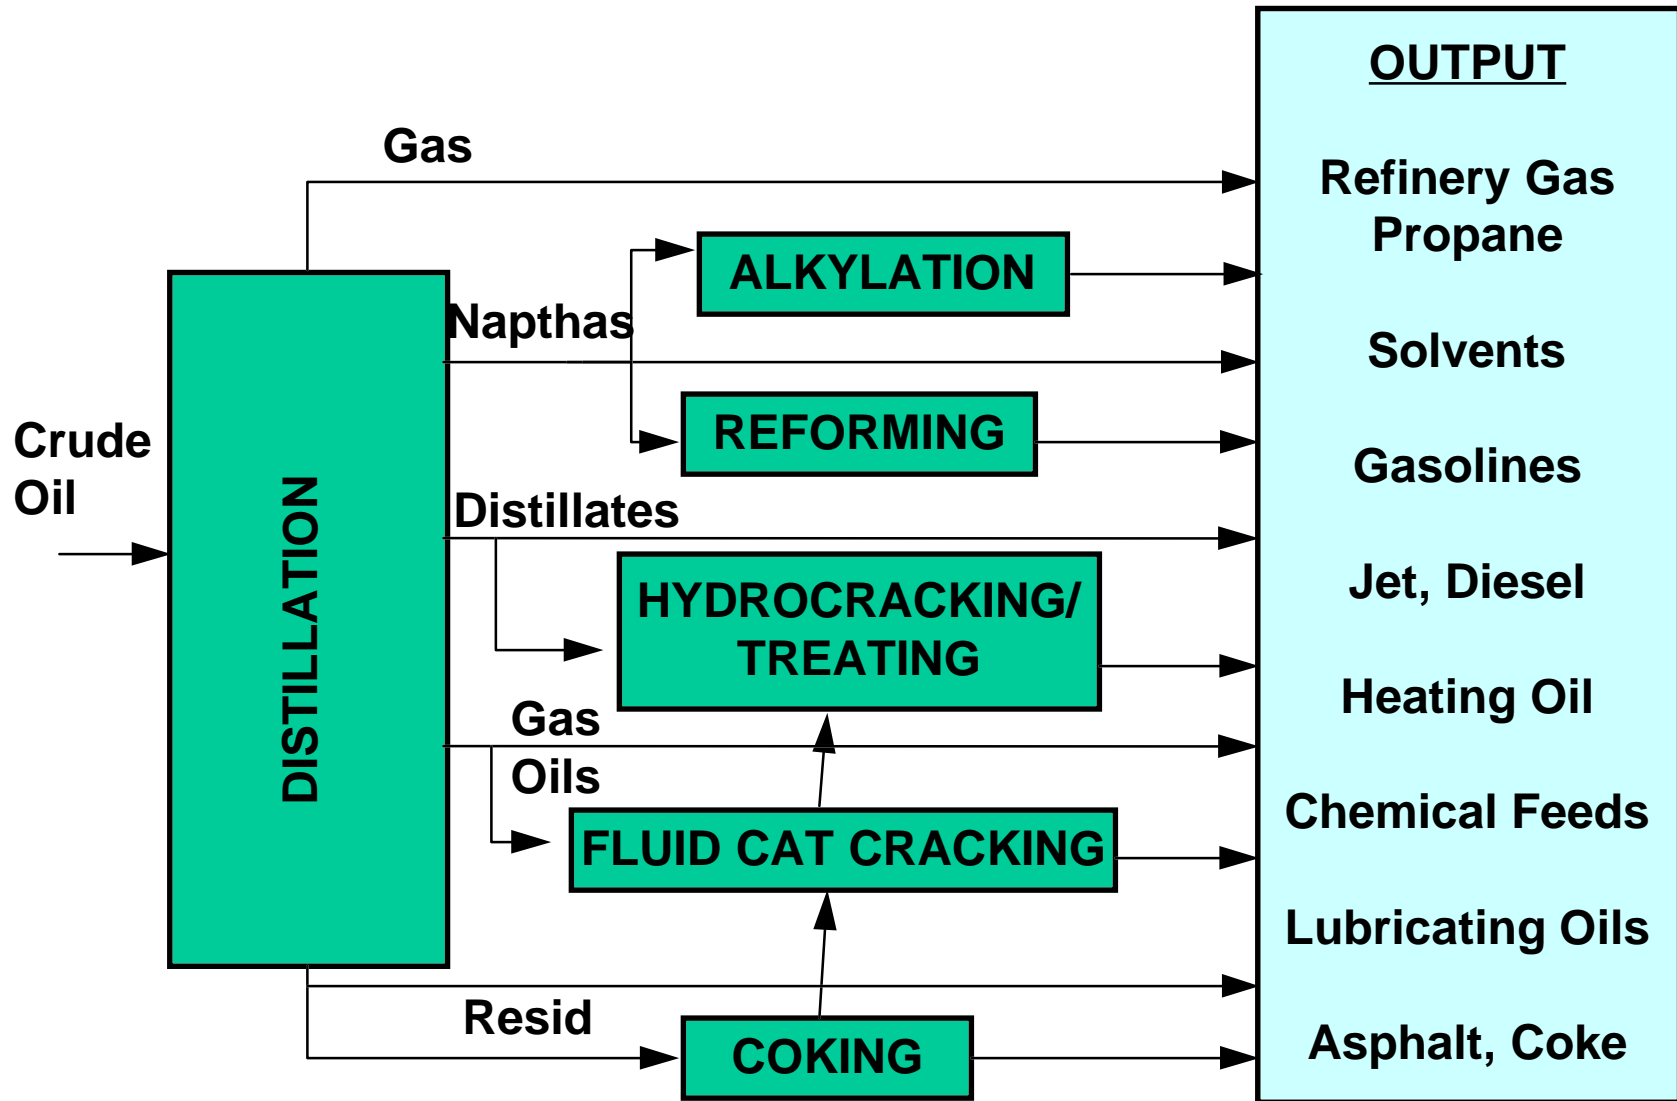 OUTPUT
Gas
Refinery Gas
Propane
ALKYLATION
Napthas
Solvents
REFORMING
Crude
Oil
Gasolines
DISTILLATION
Distillates
Jet, Diesel
HYDROCRACKING/
TREATING
Heating Oil
Gas
Oils
Chemical Feeds
FLUID CAT CRACKING
Lubricating Oils
Resid
COKING
Asphalt, Coke